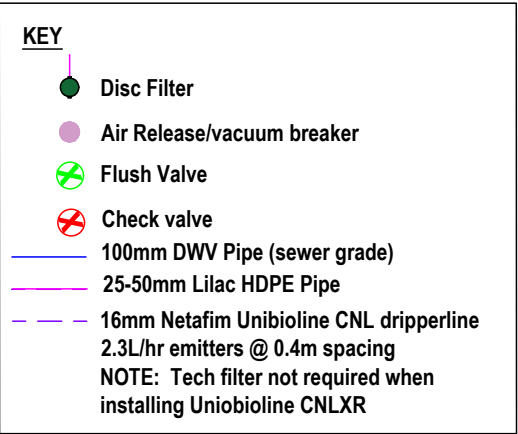 KEY
Disc Filter
Air Release/vacuum breaker
Flush Valve
Check valve
100mm DWV Pipe (sewer grade)
25-50mm Lilac HDPE Pipe
16mm Netafim Unibioline CNL dripperline
2.3L/hr emitters @ 0.4m spacing
NOTE:  Tech filter not required when
installing Uniobioline CNLXR